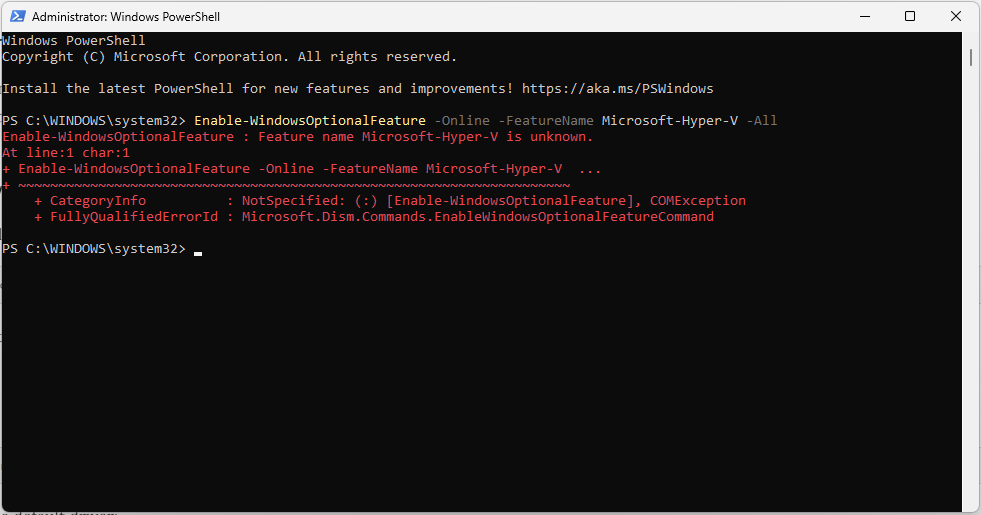 Administrator: Windows PowerShell
Windows PowerShell
Copyright (C) Microsoft Corporation. All rights reserved.
Install the latest PowerShell for new features and improvements! https://aka.ms/PSWindows
PS C:\WINDOWS\system32> Enable-WindowsOptionalFeature -Online -FeatureName Microsoft-Hyper-V -All
Enable-WindowsOptionalFeature : Feature name Microsoft-Hyper-V is unknown.
At line:1 char:1
+ Enable-WindowsOptionalFeature -Online -FeatureName Microsoft-Hyper-V  ...
+ ~~~~~~~~~~~~~~~~~~~~~~~~~~~~~~~~~~~~~~~~~~~~~~~~~~~~~~~~~~~~~~~~~~~~~
    + CategoryInfo          : NotSpecified: (:) [Enable-WindowsOptionalFeature], COMException
    + FullyQualifiedErrorId : Microsoft.Dism.Commands.EnableWindowsOptionalFeatureCommand
PS C:\WINDOWS\system32>